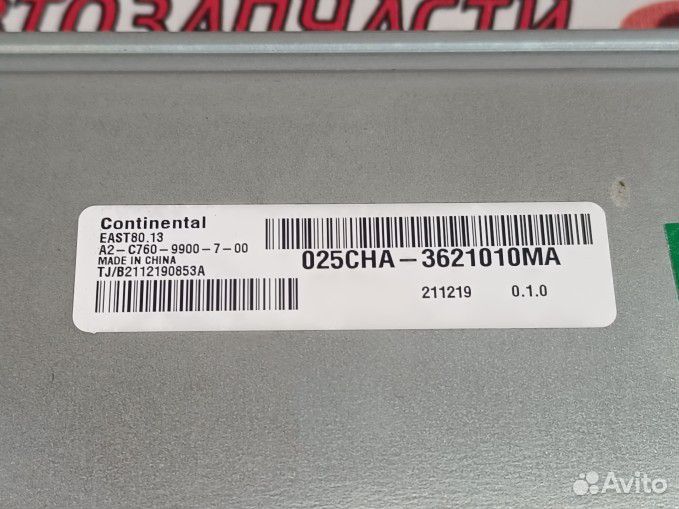 АВТОЗАПЧАСТИ
Continental
EAST80.13
A2-C760-9900-7-00
MADE IN CHINA
TJ/B2112190853A
025CHA-3621010MA
211219 0.1.0
Avito